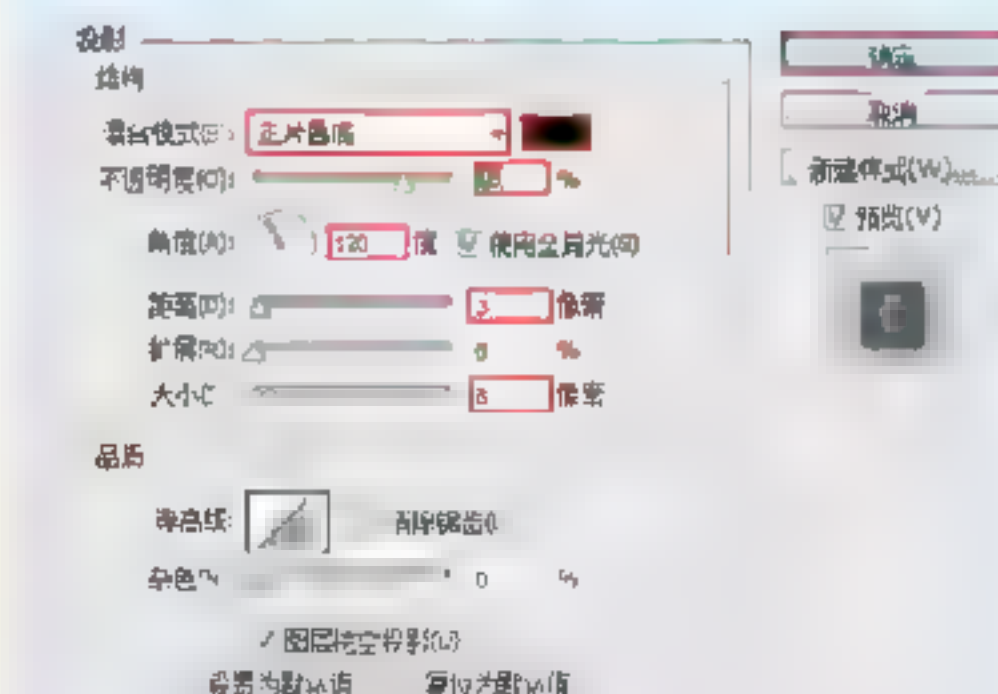 投影
结构
混合模式(B): 正片叠底
不透明度(O): %
角度(A): 120 度 使用全局光(G)
距离(D): 3 像素
扩展(R): 0 %
大小 像素
品质
等高线: 消除锯齿
杂色 0 %
图层挖空投影(U)
设置为默认值 复位为默认值
确定
取消
新建样式(W)...
预览(V)